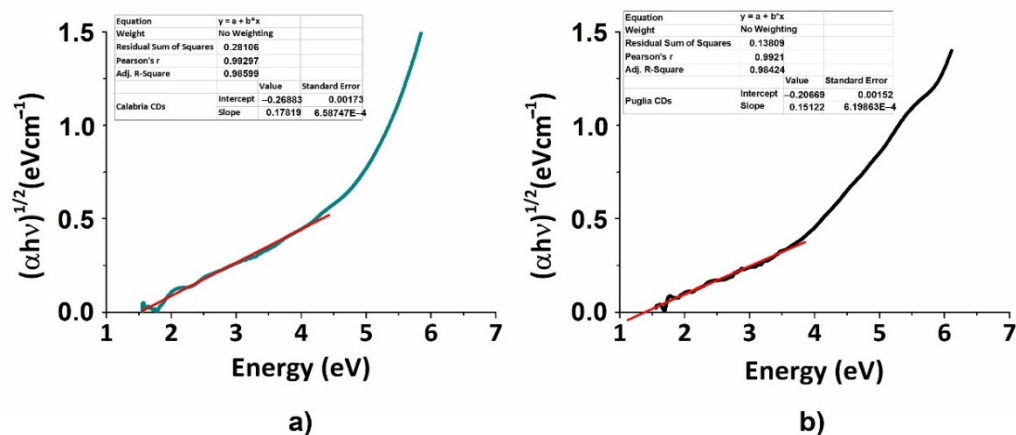 Equation y = a + b*x
Weight No Weighting
Residual Sum of Squares 0.28106
Pearson's r 0.99297
Adj. R-Square 0.98599
Value Standard Error
Calabria CDs Intercept −0.26883 0.00173
Slope 0.17819 6.58747E−4
1.5
1.0
0.5
0.0
(αhν)1/2(eVcm−1)
1 2 3 4 5 6 7
Energy (eV)
a)
Equation y = a + b*x
Weight No Weighting
Residual Sum of Squares 0.13809
Pearson's r 0.9921
Adj. R-Square 0.98424
Value Standard Error
Puglia CDs Intercept −0.20669 0.00152
Slope 0.15122 6.19863E−4
1.5
1.0
0.5
0.0
(αhν)1/2(eVcm−1)
1 2 3 4 5 6 7
Energy (eV)
b)